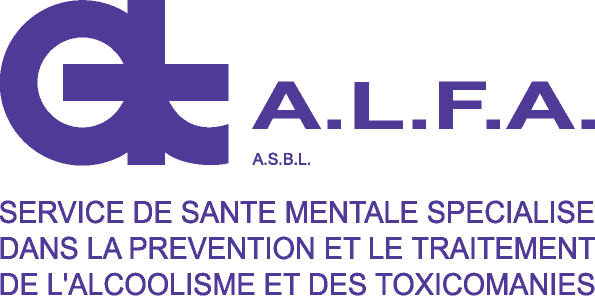 A.L.F.A.
A.S.B.L.
SERVICE DE SANTE MENTALE SPECIALISE
DANS LA PREVENTION ET LE TRAITEMENT
DE L'ALCOOLISME ET DES TOXICOMANIES